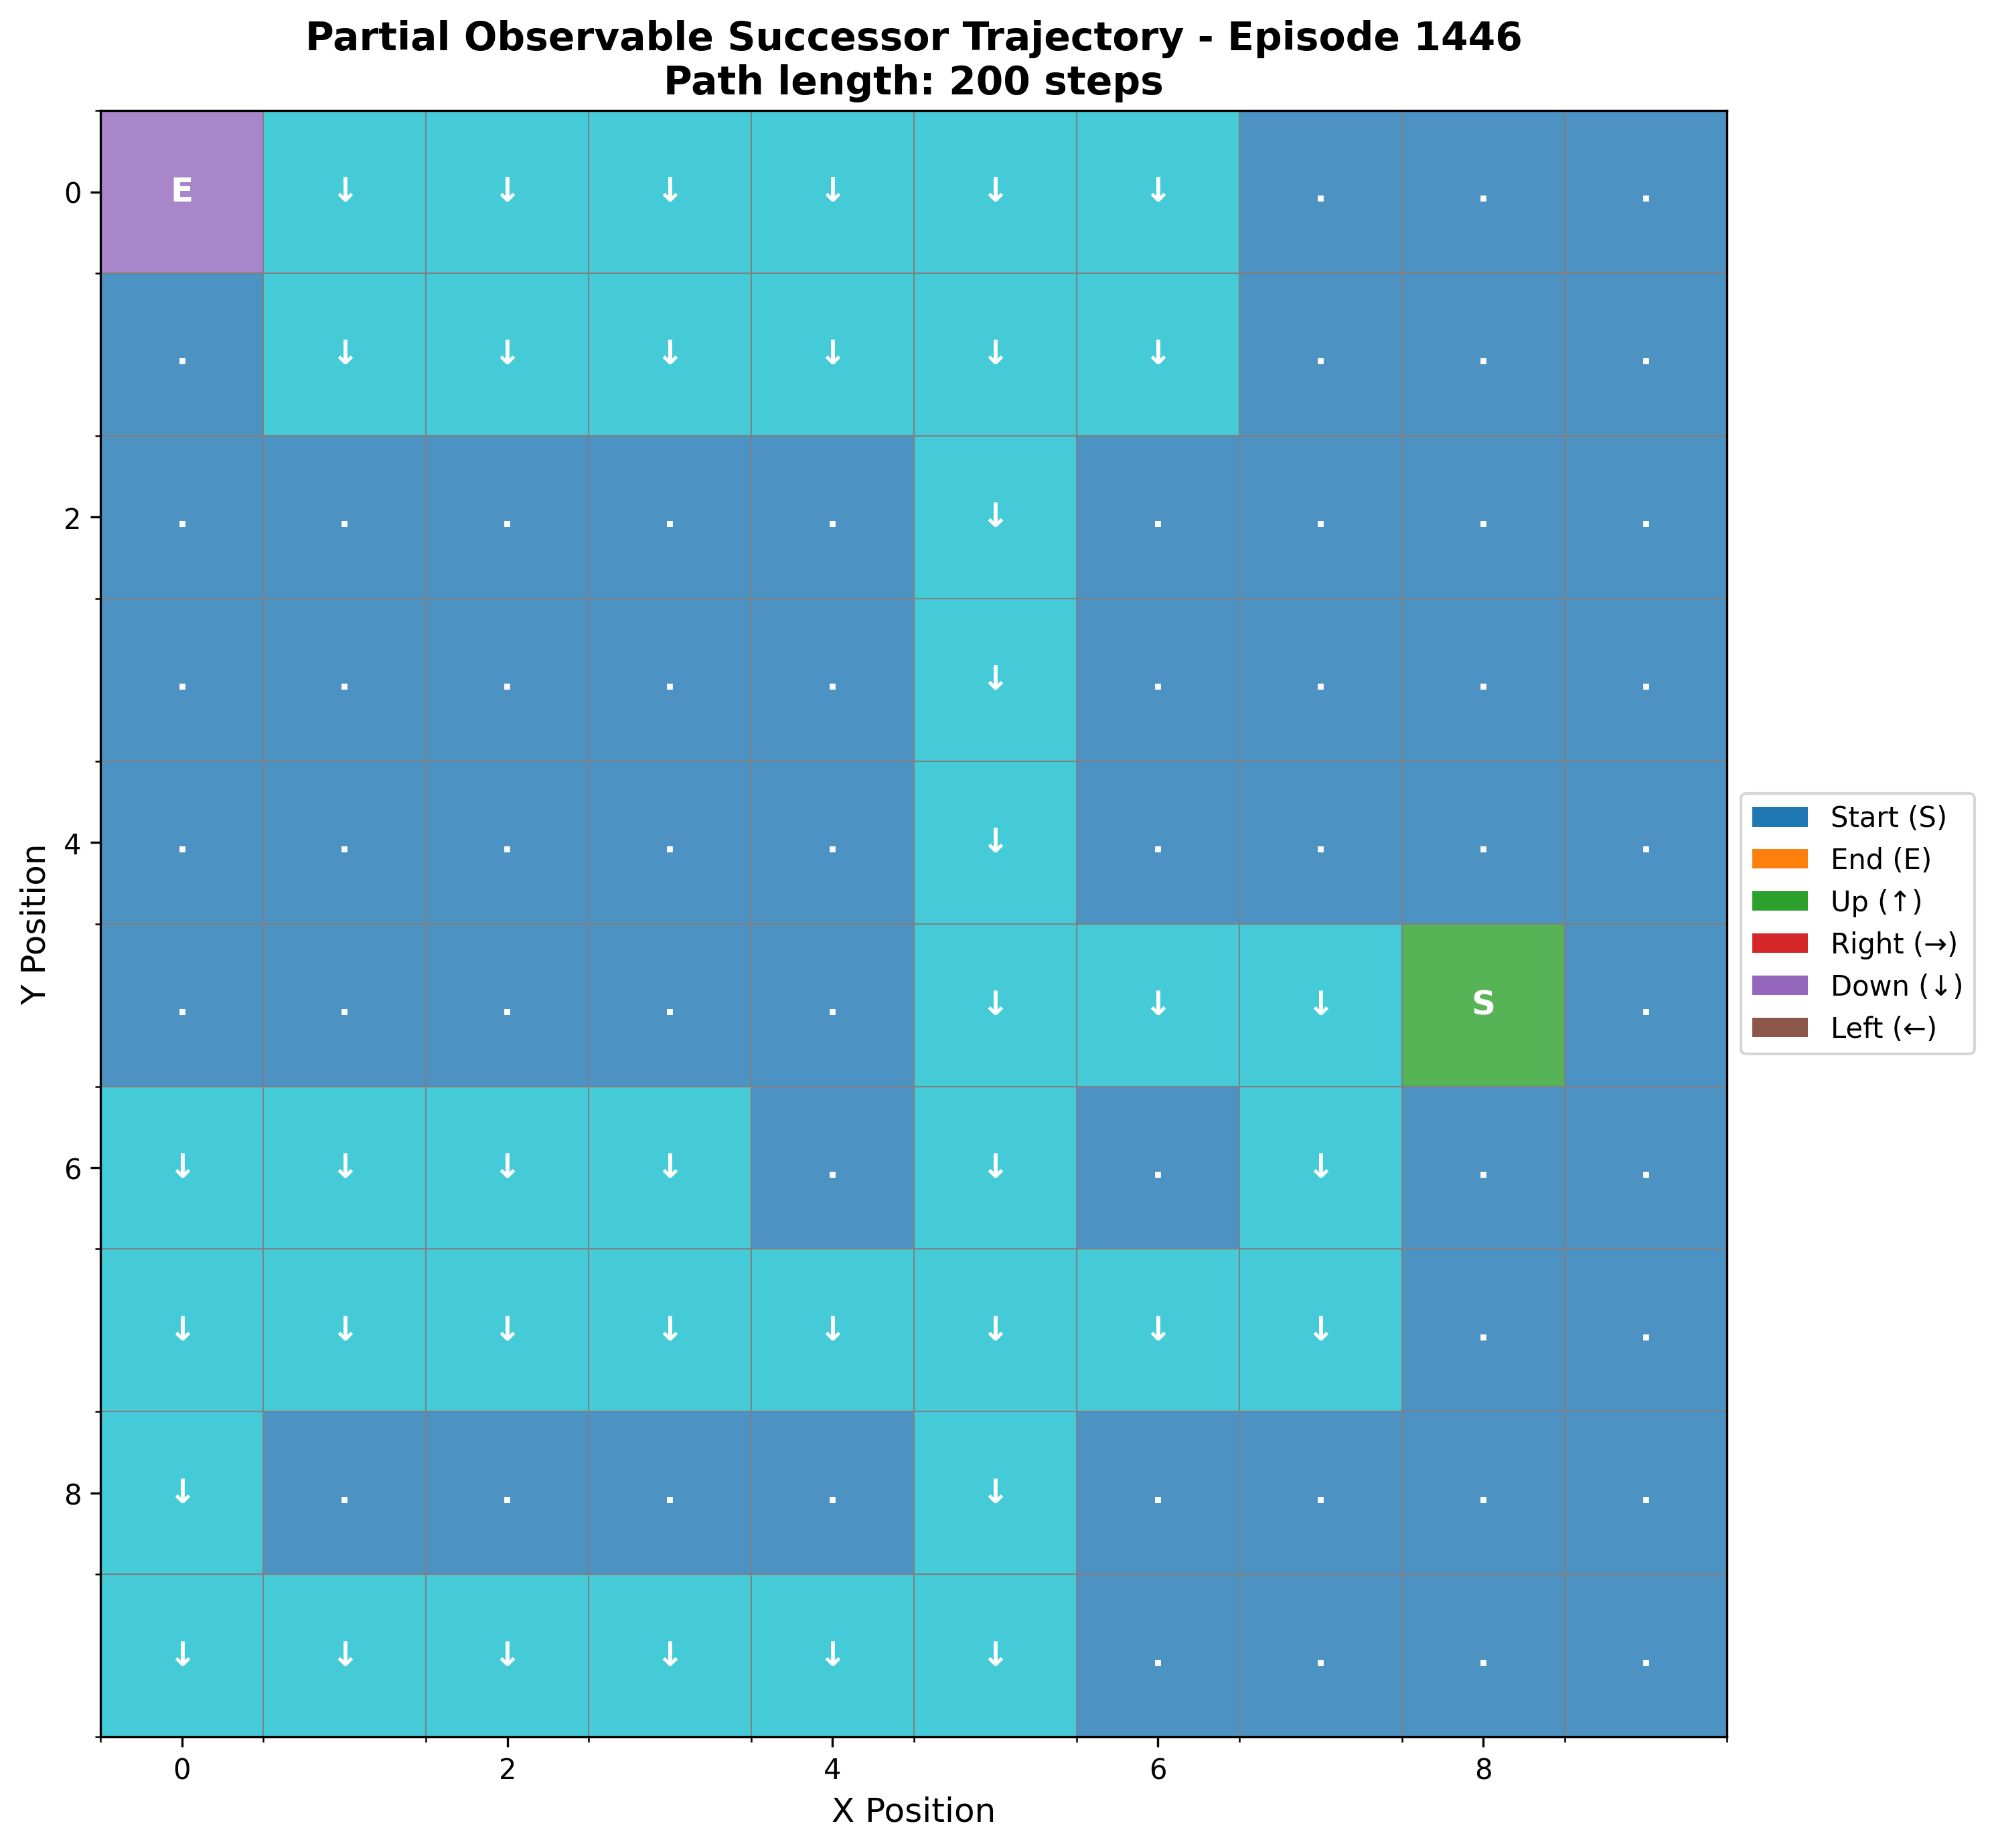 Partial Observable Successor Trajectory - Episode 1446
Path length: 200 steps
0 E ↓ ↓ ↓ ↓ ↓ ↓ . . .
. ↓ ↓ ↓ ↓ ↓ ↓ . . .
2 . . . . . ↓ . . . .
. . . . . ↓ . . . .
4 . . . . . ↓ . . . .
. . . . . ↓ ↓ ↓ S .
6 ↓ ↓ ↓ ↓ . ↓ . ↓ . .
↓ ↓ ↓ ↓ ↓ ↓ ↓ ↓ . .
8 ↓ . . . . ↓ . . . .
↓ ↓ ↓ ↓ ↓ ↓ . . . .
0 2 4 6 8
X Position
Y Position
Start (S)
End (E)
Up (↑)
Right (→)
Down (↓)
Left (←)